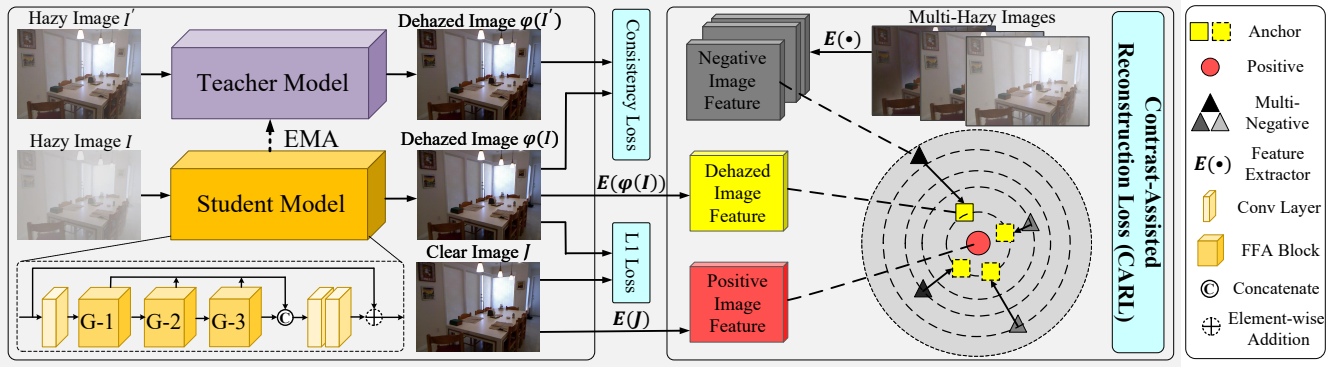 Hazy Image I′
Teacher Model
Dehazed Image φ(I′)
EMA
Hazy Image I
Student Model
Dehazed Image φ(I)
Clear Image J
G-1
G-2
G-3
C
Consistency Loss
L1 Loss
E(φ(I))
E(J)
Negative
Image
Feature
E(•)
Multi-Hazy Images
Dehazed
Image
Feature
Positive
Image
Feature
Contrast-Assisted
Reconstruction Loss (CARL)
Anchor
Positive
Multi-
Negative
E(•)
Feature
Extractor
Conv Layer
FFA Block
C
Concatenate
Element-wise
Addition